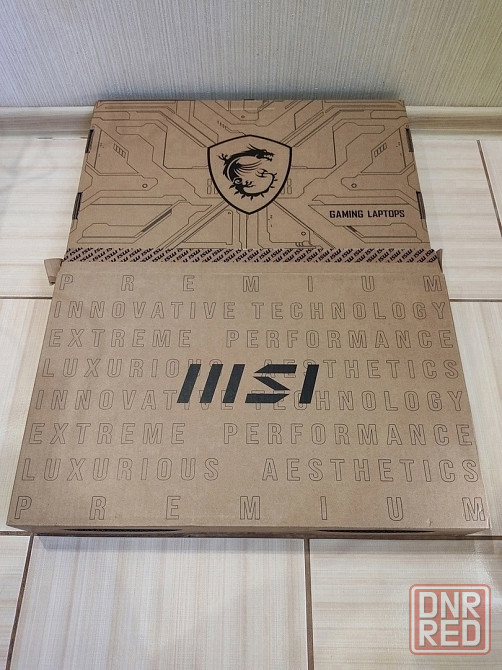 GAMING LAPTOPS
P R E M I U M
INNOVATIVE TECHNOLOGY
EXTREME PERFORMANCE
LUXURIOUS AESTHETICS
msi
INNOVATIVE TECHNOLOGY
EXTREME PERFORMANCE
LUXURIOUS AESTHETICS
P R E M I U M
DNR
RED